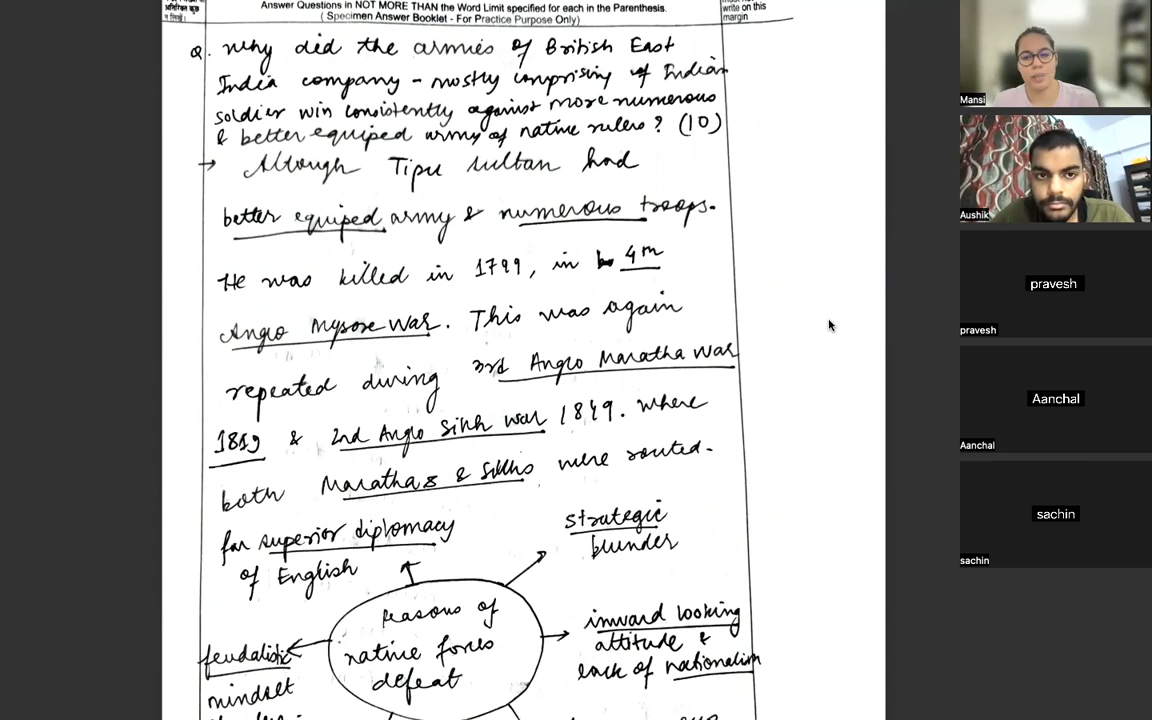 Answer Questions in NOT MORE THAN the Word Limit specified for each in the Parenthesis.
( Specimen Answer Booklet - For Practice Purpose Only)
write on this
margin
Q. Why did the armies of British East
India company - mostly comprising of Indian
soldier win consistently against more numerous
& better equiped army of native rulers? (10)
→ Altough Tipu sultan had
better equiped army & numerous troops.
He was killed in 1799, in 4th
Anglo Mysore War. This was again
repeated during 3rd Anglo Maratha War
1819 & 2nd Anglo Sikh War 1849. Where
both Marathas & Sikhs were routed.
far superior diplomacy
of English
strategic
blunder
reasons of
native forces
defeat
inward looking
attitude &
lack of nationalism
feudalistic
mindset
Mansi
Aushik
pravesh
pravesh
Aanchal
Aanchal
sachin
sachin